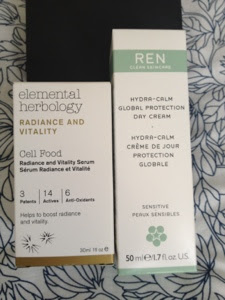 elemental
herbology
RADIANCE AND
VITALITY
Cell Food
Radiance and Vitality Serum
Sérum Radiance et Vitalité
3 14 6
Patents Actives Anti-Oxidants
Helps to boost radiance
and vitality.
30ml 1fl oz ℮
REN
CLEAN SKINCARE
HYDRA-CALM
GLOBAL PROTECTION
DAY CREAM
HYDRA-CALM
CRÈME DE JOUR
PROTECTION
GLOBALE
SENSITIVE
PEAUX SENSIBLES
50 ml ℮ / 1.7 fl. oz. U.S.